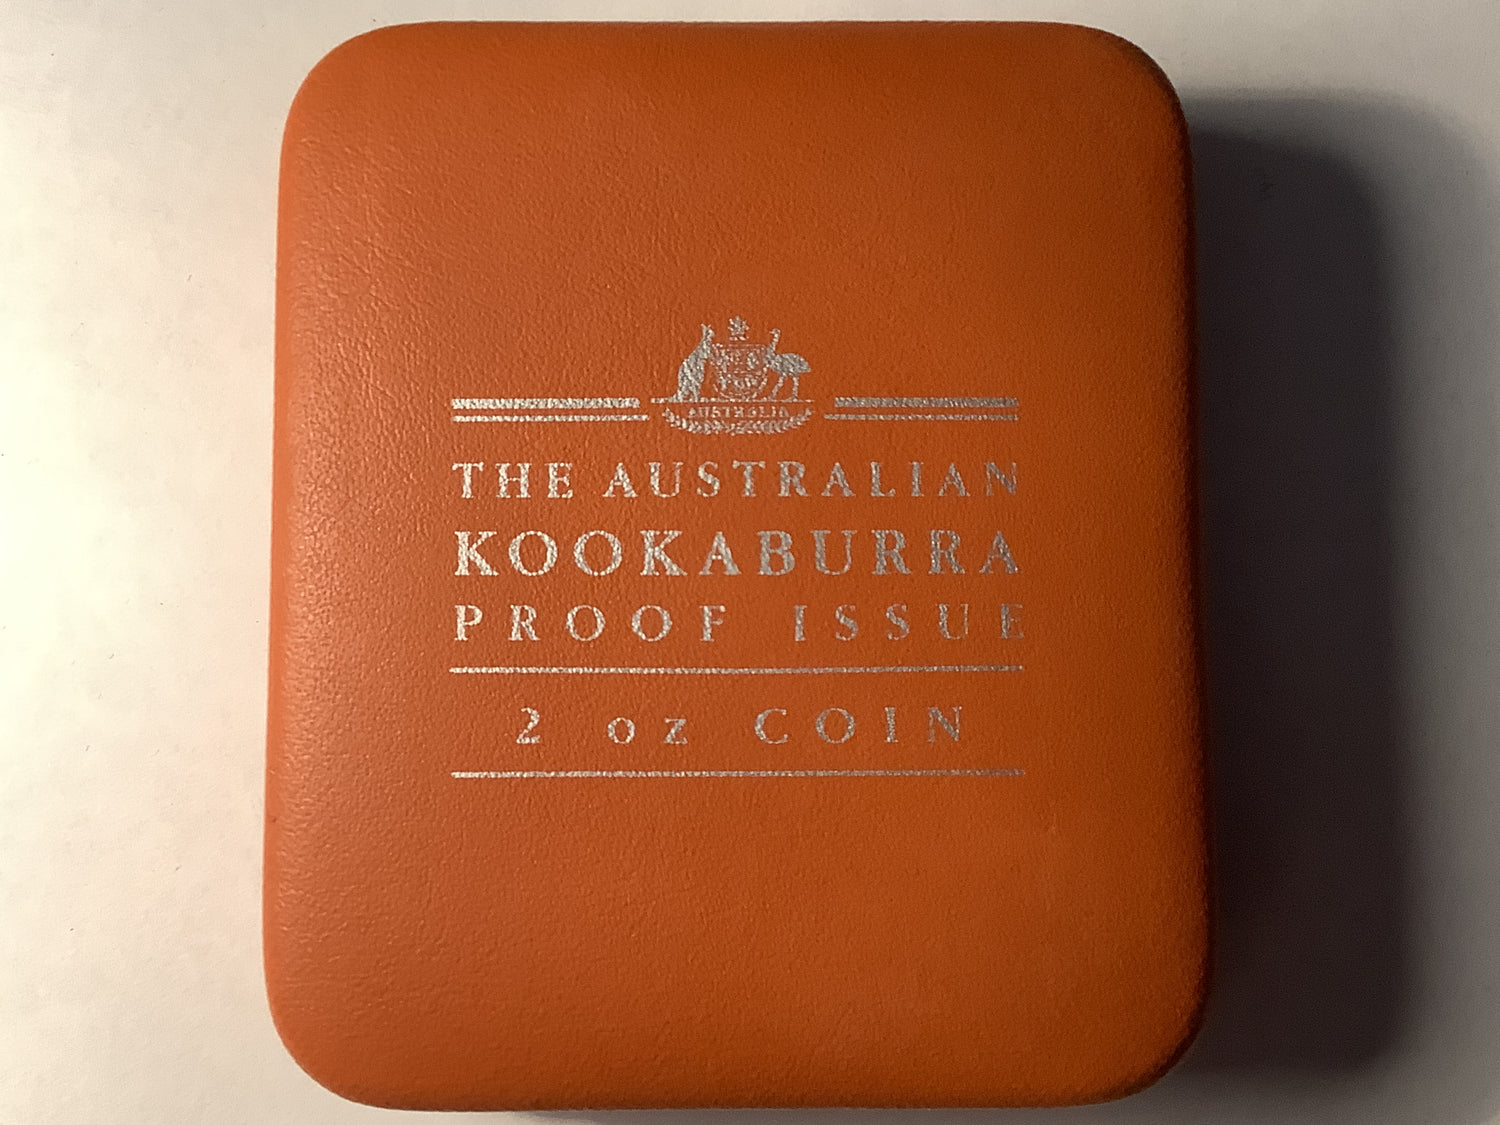 AUSTRALIA
THE AUSTRALIAN
KOOKABURRA
PROOF ISSUE
2 oz COIN